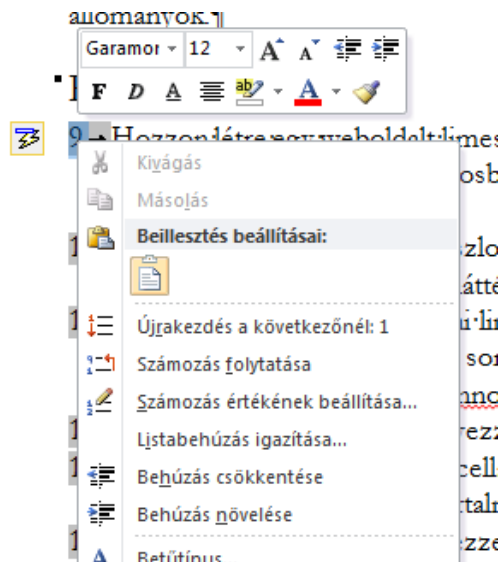 állományok.¶
Garamor 12
F D A A
9.→Hozzon·létre·egy·weboldalt·limes
Kivágás
Másolás
Beillesztés beállításai:
Újrakezdés a következőnél: 1
Számozás folytatása
Számozás értékének beállítása...
Listabehúzás igazítása...
Behúzás csökkentése
Behúzás növelése
Betűtípus...